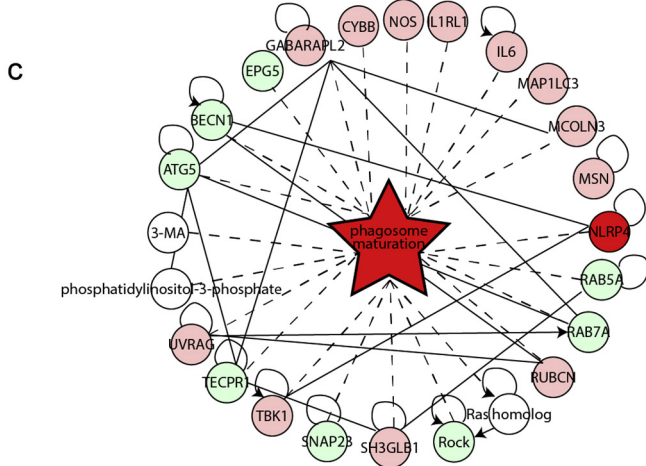 C
GABARAPL2
CYBB
NOS
IL1RL1
IL6
MAP1LC3
MCOLN3
MSN
NLRP4
RAB5A
RAB7A
RUBCN
Ras homolog
Rock
SH3GLB1
SNAP23
TBK1
TECPR1
UVRAG
phosphatidylinositol-3-phosphate
3-MA
ATG5
BECN1
EPG5
phagosome
maturation